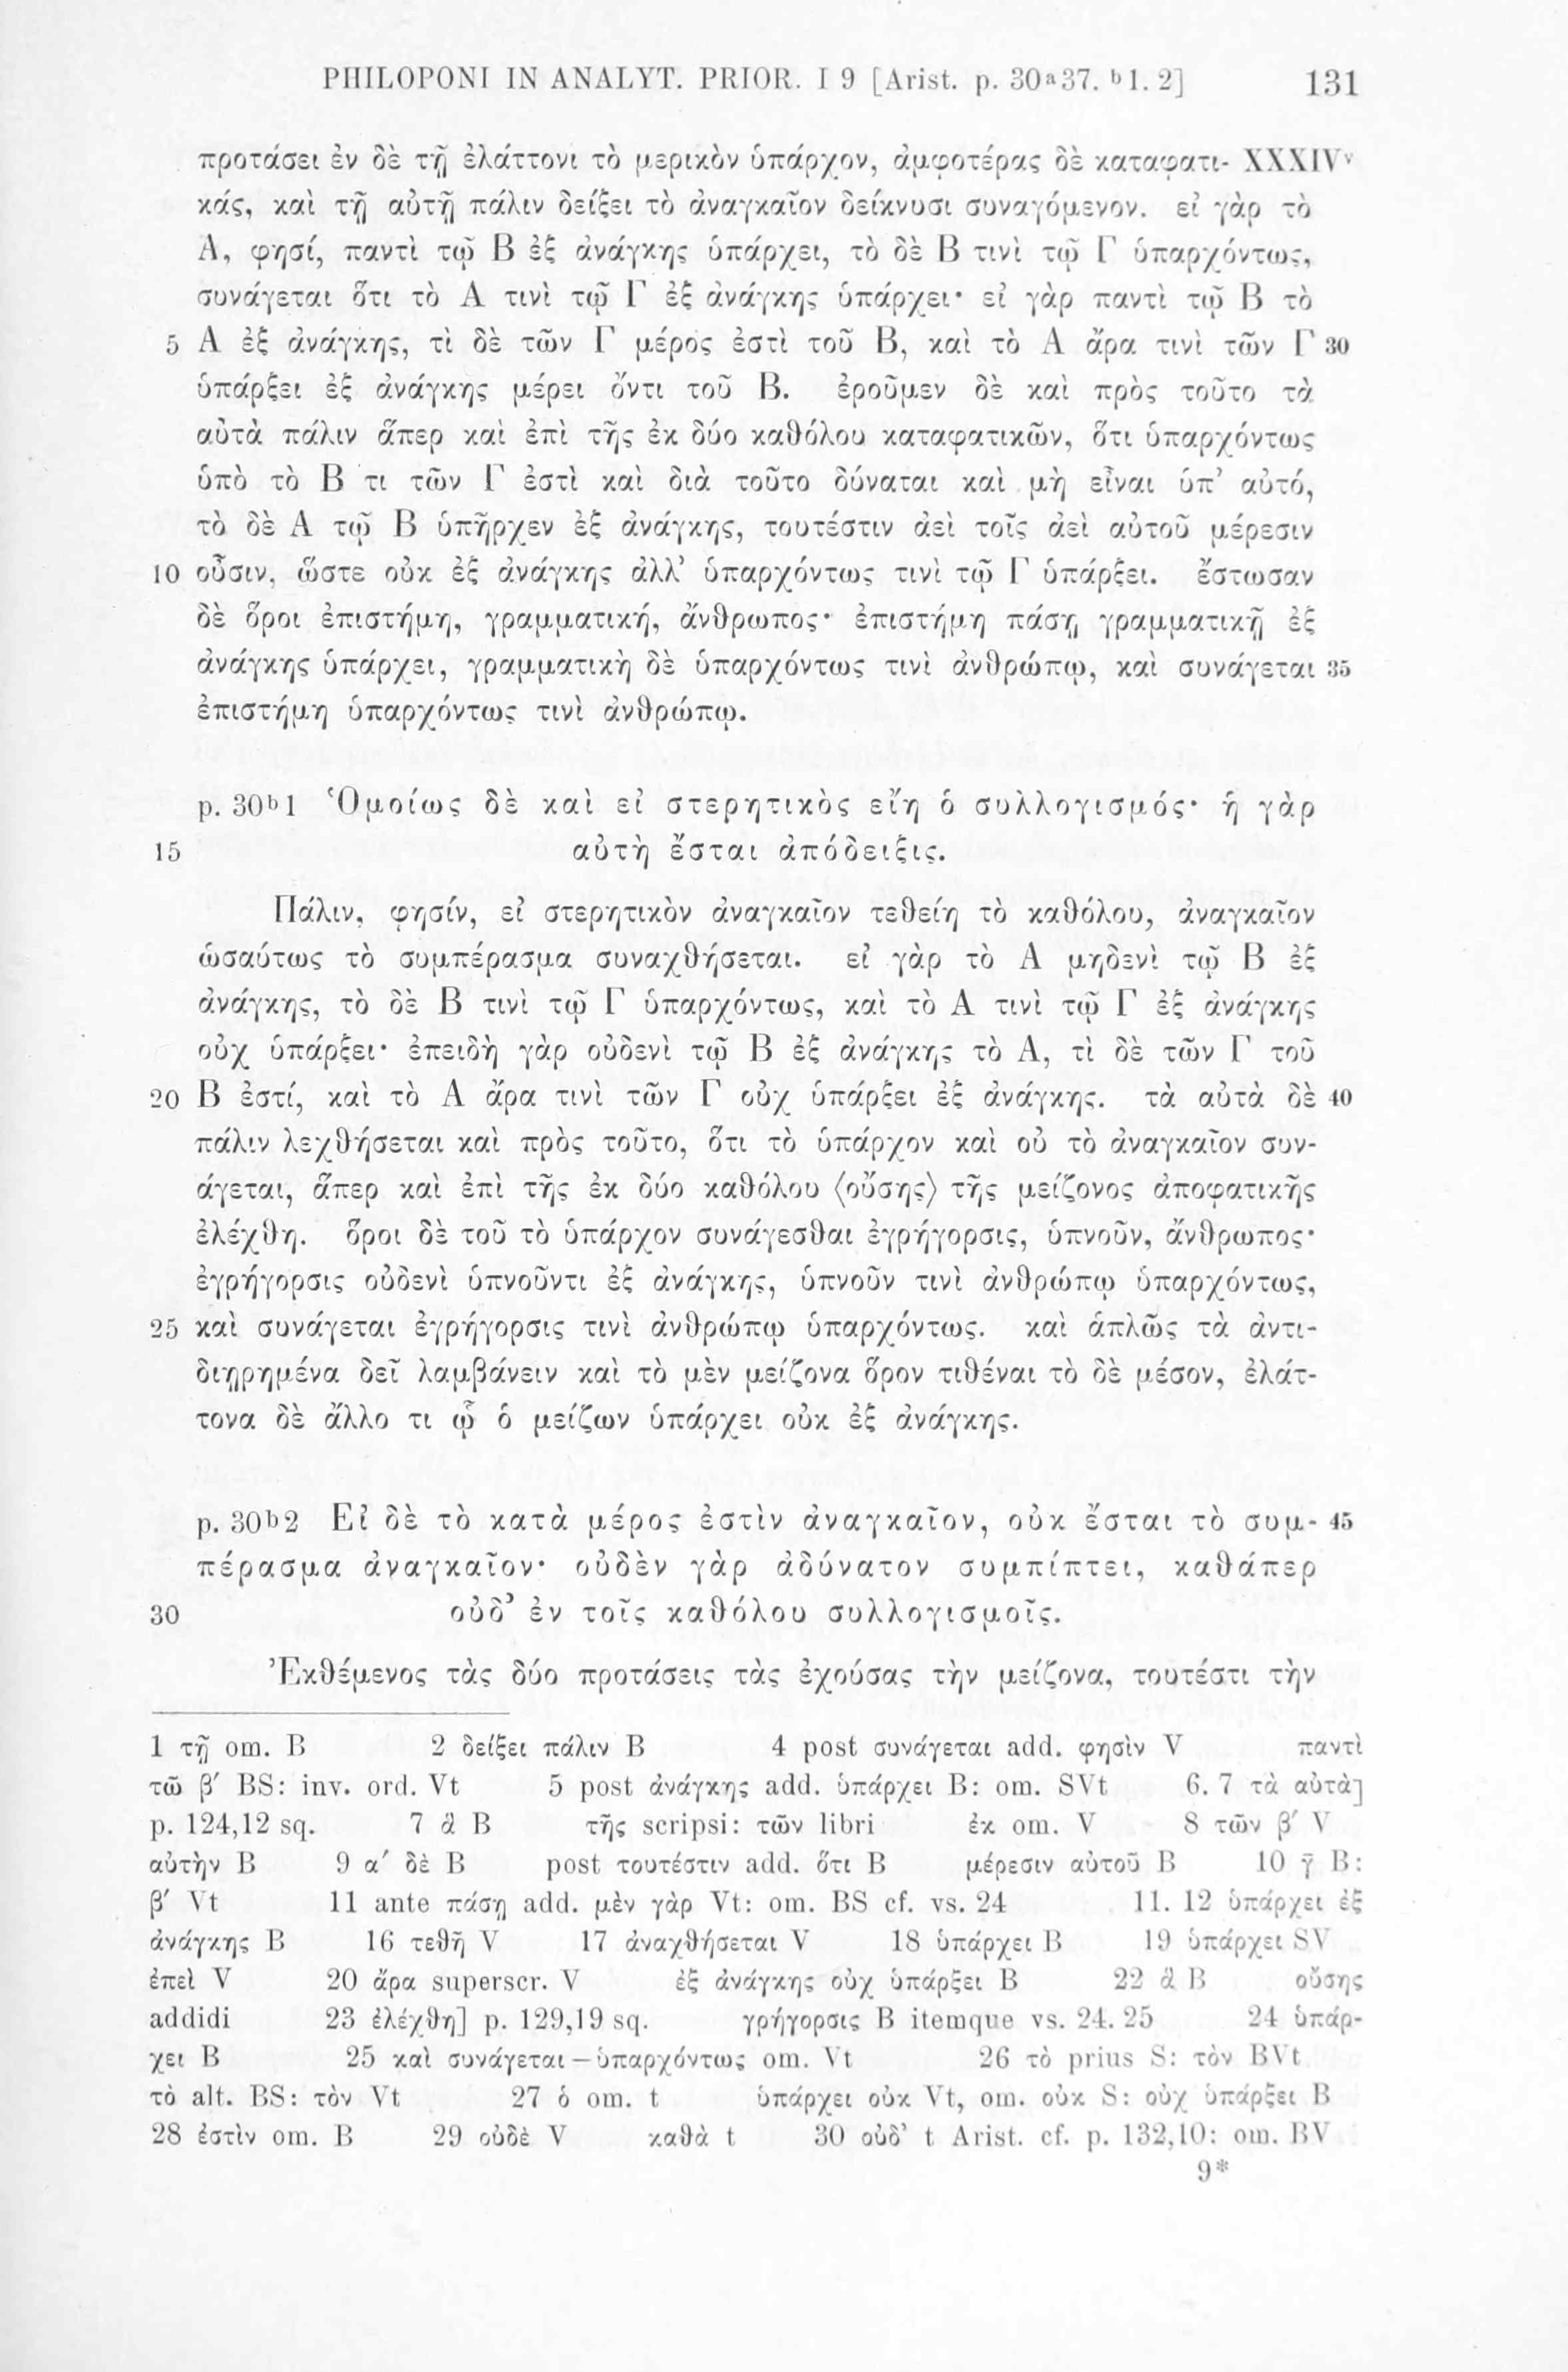 PHILOPONI IN ANALYT. PRIOR. I 9 [Arist. p. 30ᵃ37. ᵇ1. 2] 131
προτάσει ἐν δὲ τῇ ἐλάττονι τὸ μερικὸν ὑπάρχον, ἀμφοτέρας δὲ καταφατι- XXXIVᵛ
κάς, καὶ τῇ αὐτῇ πάλιν δείξει τὸ ἀναγκαῖον δείκνυσι συναγόμενον. εἰ γὰρ τὸ
Α, φησί, παντὶ τῷ Β ἐξ ἀνάγκης ὑπάρχει, τὸ δὲ Β τινὶ τῷ Γ ὑπαρχόντως,
συνάγεται ὅτι τὸ Α τινὶ τῷ Γ ἐξ ἀνάγκης ὑπάρχει· εἰ γὰρ παντὶ τῷ Β τὸ
5 Α ἐξ ἀνάγκης, τὶ δὲ τῶν Γ μέρος ἐστὶ τοῦ Β, καὶ τὸ Α ἄρα τινὶ τῶν Γ 30
ὑπάρξει ἐξ ἀνάγκης μέρει ὄντι τοῦ Β. ἐροῦμεν δὲ καὶ πρὸς τοῦτο τὰ
αὐτὰ πάλιν ἅπερ καὶ ἐπὶ τῆς ἐκ δύο καθόλου καταφατικῶν, ὅτι ὑπαρχόντως
ὑπὸ τὸ Β τι τῶν Γ ἐστὶ καὶ διὰ τοῦτο δύναται καὶ μὴ εἶναι ὑπ’ αὐτό,
τὸ δὲ Α τῷ Β ὑπῆρχεν ἐξ ἀνάγκης, τουτέστιν ἀεὶ τοῖς ἀεὶ αὐτοῦ μέρεσιν
10 οὖσιν, ὥστε οὐκ ἐξ ἀνάγκης ἀλλ’ ὑπαρχόντως τινὶ τῷ Γ ὑπάρξει. ἔστωσαν
δὲ ὅροι ἐπιστήμη, γραμματική, ἄνθρωπος· ἐπιστήμη πάσῃ γραμματικῇ ἐξ
ἀνάγκης ὑπάρχει, γραμματικὴ δὲ ὑπαρχόντως τινὶ ἀνθρώπῳ, καὶ συνάγεται 35
ἐπιστήμη ὑπαρχόντως τινὶ ἀνθρώπῳ.
p. 30ᵇ1 Ὁμοίως δὲ καὶ εἰ στερητικὸς εἴη ὁ συλλογισμός· ἡ γὰρ
15 αὐτὴ ἔσται ἀπόδειξις.
Πάλιν, φησίν, εἰ στερητικὸν ἀναγκαῖον τεθείη τὸ καθόλου, ἀναγκαῖον
ὡσαύτως τὸ συμπέρασμα συναχθήσεται. εἰ γὰρ τὸ Α μηδενὶ τῷ Β ἐξ
ἀνάγκης, τὸ δὲ Β τινὶ τῷ Γ ὑπαρχόντως, καὶ τὸ Α τινὶ τῷ Γ ἐξ ἀνάγκης
οὐχ ὑπάρξει· ἐπειδὴ γὰρ οὐδενὶ τῷ Β ἐξ ἀνάγκης τὸ Α, τὶ δὲ τῶν Γ τοῦ
20 Β ἐστί, καὶ τὸ Α ἄρα τινὶ τῶν Γ οὐχ ὑπάρξει ἐξ ἀνάγκης. τὰ αὐτὰ δὲ 40
πάλιν λεχθήσεται καὶ πρὸς τοῦτο, ὅτι τὸ ὑπάρχον καὶ οὐ τὸ ἀναγκαῖον συν-
άγεται, ἅπερ καὶ ἐπὶ τῆς ἐκ δύο καθόλου ⟨οὔσης⟩ τῆς μείζονος ἀποφατικῆς
ἐλέχθη. ὅροι δὲ τοῦ τὸ ὑπάρχον συνάγεσθαι ἐγρήγορσις, ὑπνοῦν, ἄνθρωπος·
ἐγρήγορσις οὐδενὶ ὑπνοῦντι ἐξ ἀνάγκης, ὑπνοῦν τινὶ ἀνθρώπῳ ὑπαρχόντως,
25 καὶ συνάγεται ἐγρήγορσις τινὶ ἀνθρώπῳ ὑπαρχόντως. καὶ ἁπλῶς τὰ ἀντι-
διῃρημένα δεῖ λαμβάνειν καὶ τὸ μὲν μείζονα ὅρον τιθέναι τὸ δὲ μέσον, ἐλάτ-
τονα δὲ ἄλλο τι ᾧ ὁ μείζων ὑπάρχει οὐκ ἐξ ἀνάγκης.
p. 30ᵇ2 Εἰ δὲ τὸ κατὰ μέρος ἐστὶν ἀναγκαῖον, οὐκ ἔσται τὸ συμ- 45
πέρασμα ἀναγκαῖον· οὐδὲν γὰρ ἀδύνατον συμπίπτει, καθάπερ
30 οὐδ’ ἐν τοῖς καθόλου συλλογισμοῖς.
Ἐκθέμενος τὰς δύο προτάσεις τὰς ἐχούσας τὴν μείζονα, τουτέστι τὴν
1 τῇ om. B 2 δείξει πάλιν B 4 post συνάγεται add. φησὶν V παντὶ
τῶ β′ BS: inv. ord. Vt 5 post ἀνάγκης add. ὑπάρχει B: om. SVt 6. 7 τὰ αὐτὰ]
p. 124,12 sq. 7 ἃ B τῆς scripsi: τῶν libri ἐκ om. V 8 τῶν β′ V
αὐτὴν B 9 α′ δὲ B post τουτέστιν add. ὅτι B μέρεσιν αὐτοῦ B 10 γ̄ B:
β′ Vt 11 ante πάσῃ add. μὲν γὰρ Vt: om. BS cf. vs. 24 11. 12 ὑπάρχει ἐξ
ἀνάγκης B 16 τεθῆ V 17 ἀναχθήσεται V 18 ὑπάρχει B 19 ὑπάρχει SV
ἐπεὶ V 20 ἄρα superscr. V ἐξ ἀνάγκης οὐχ ὑπάρξει B 22 ἃ B οὔσης
addidi 23 ἐλέχθη] p. 129,19 sq. γρήγορσις B itemque vs. 24. 25 24 ὑπάρ-
χει B 25 καὶ συνάγεται—ὑπαρχόντως om. Vt 26 τὸ prius S: τὸν BVt
τὸ alt. BS: τὸν Vt 27 ὁ om. t ὑπάρχει οὐκ Vt, om. οὐκ S: οὐχ ὑπάρξει B
28 ἐστὶν om. B 29 οὐδὲ V καθὰ t 30 οὐδ’ t Arist. cf. p. 132,10: om. BV
9*